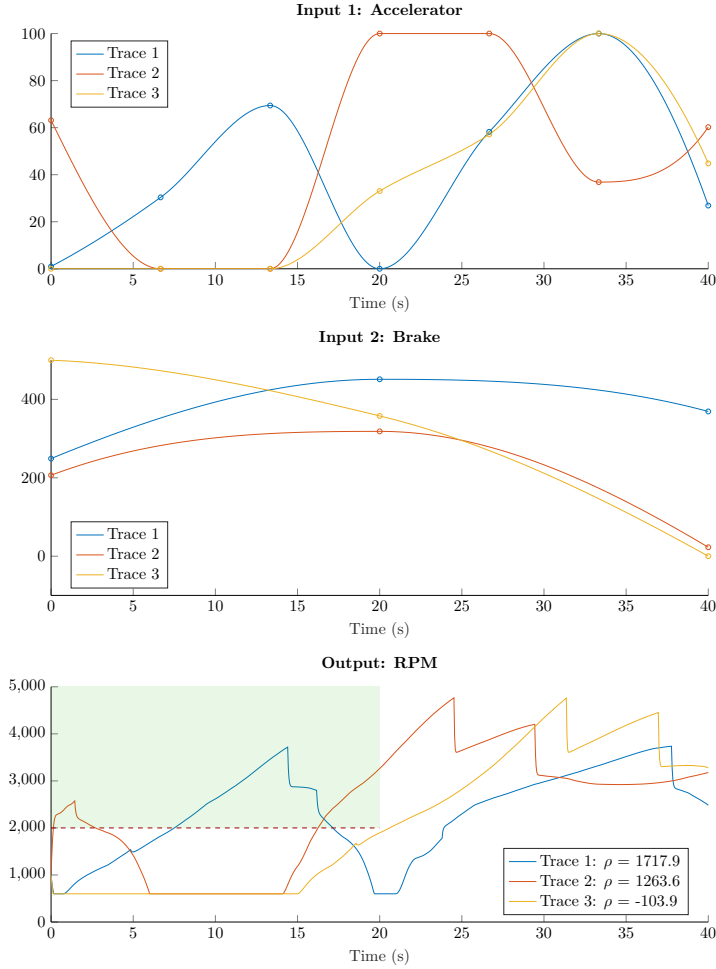 Input 1: Accelerator
100
80
60
40
20
0
Trace 1
Trace 2
Trace 3
0 5 10 15 20 25 30 35 40
Time (s)
Input 2: Brake
400
200
0
Trace 1
Trace 2
Trace 3
0 5 10 15 20 25 30 35 40
Time (s)
Output: RPM
5,000
4,000
3,000
2,000
1,000
0
Trace 1: ρ = 1717.9
Trace 2: ρ = 1263.6
Trace 3: ρ = -103.9
0 5 10 15 20 25 30 35 40
Time (s)